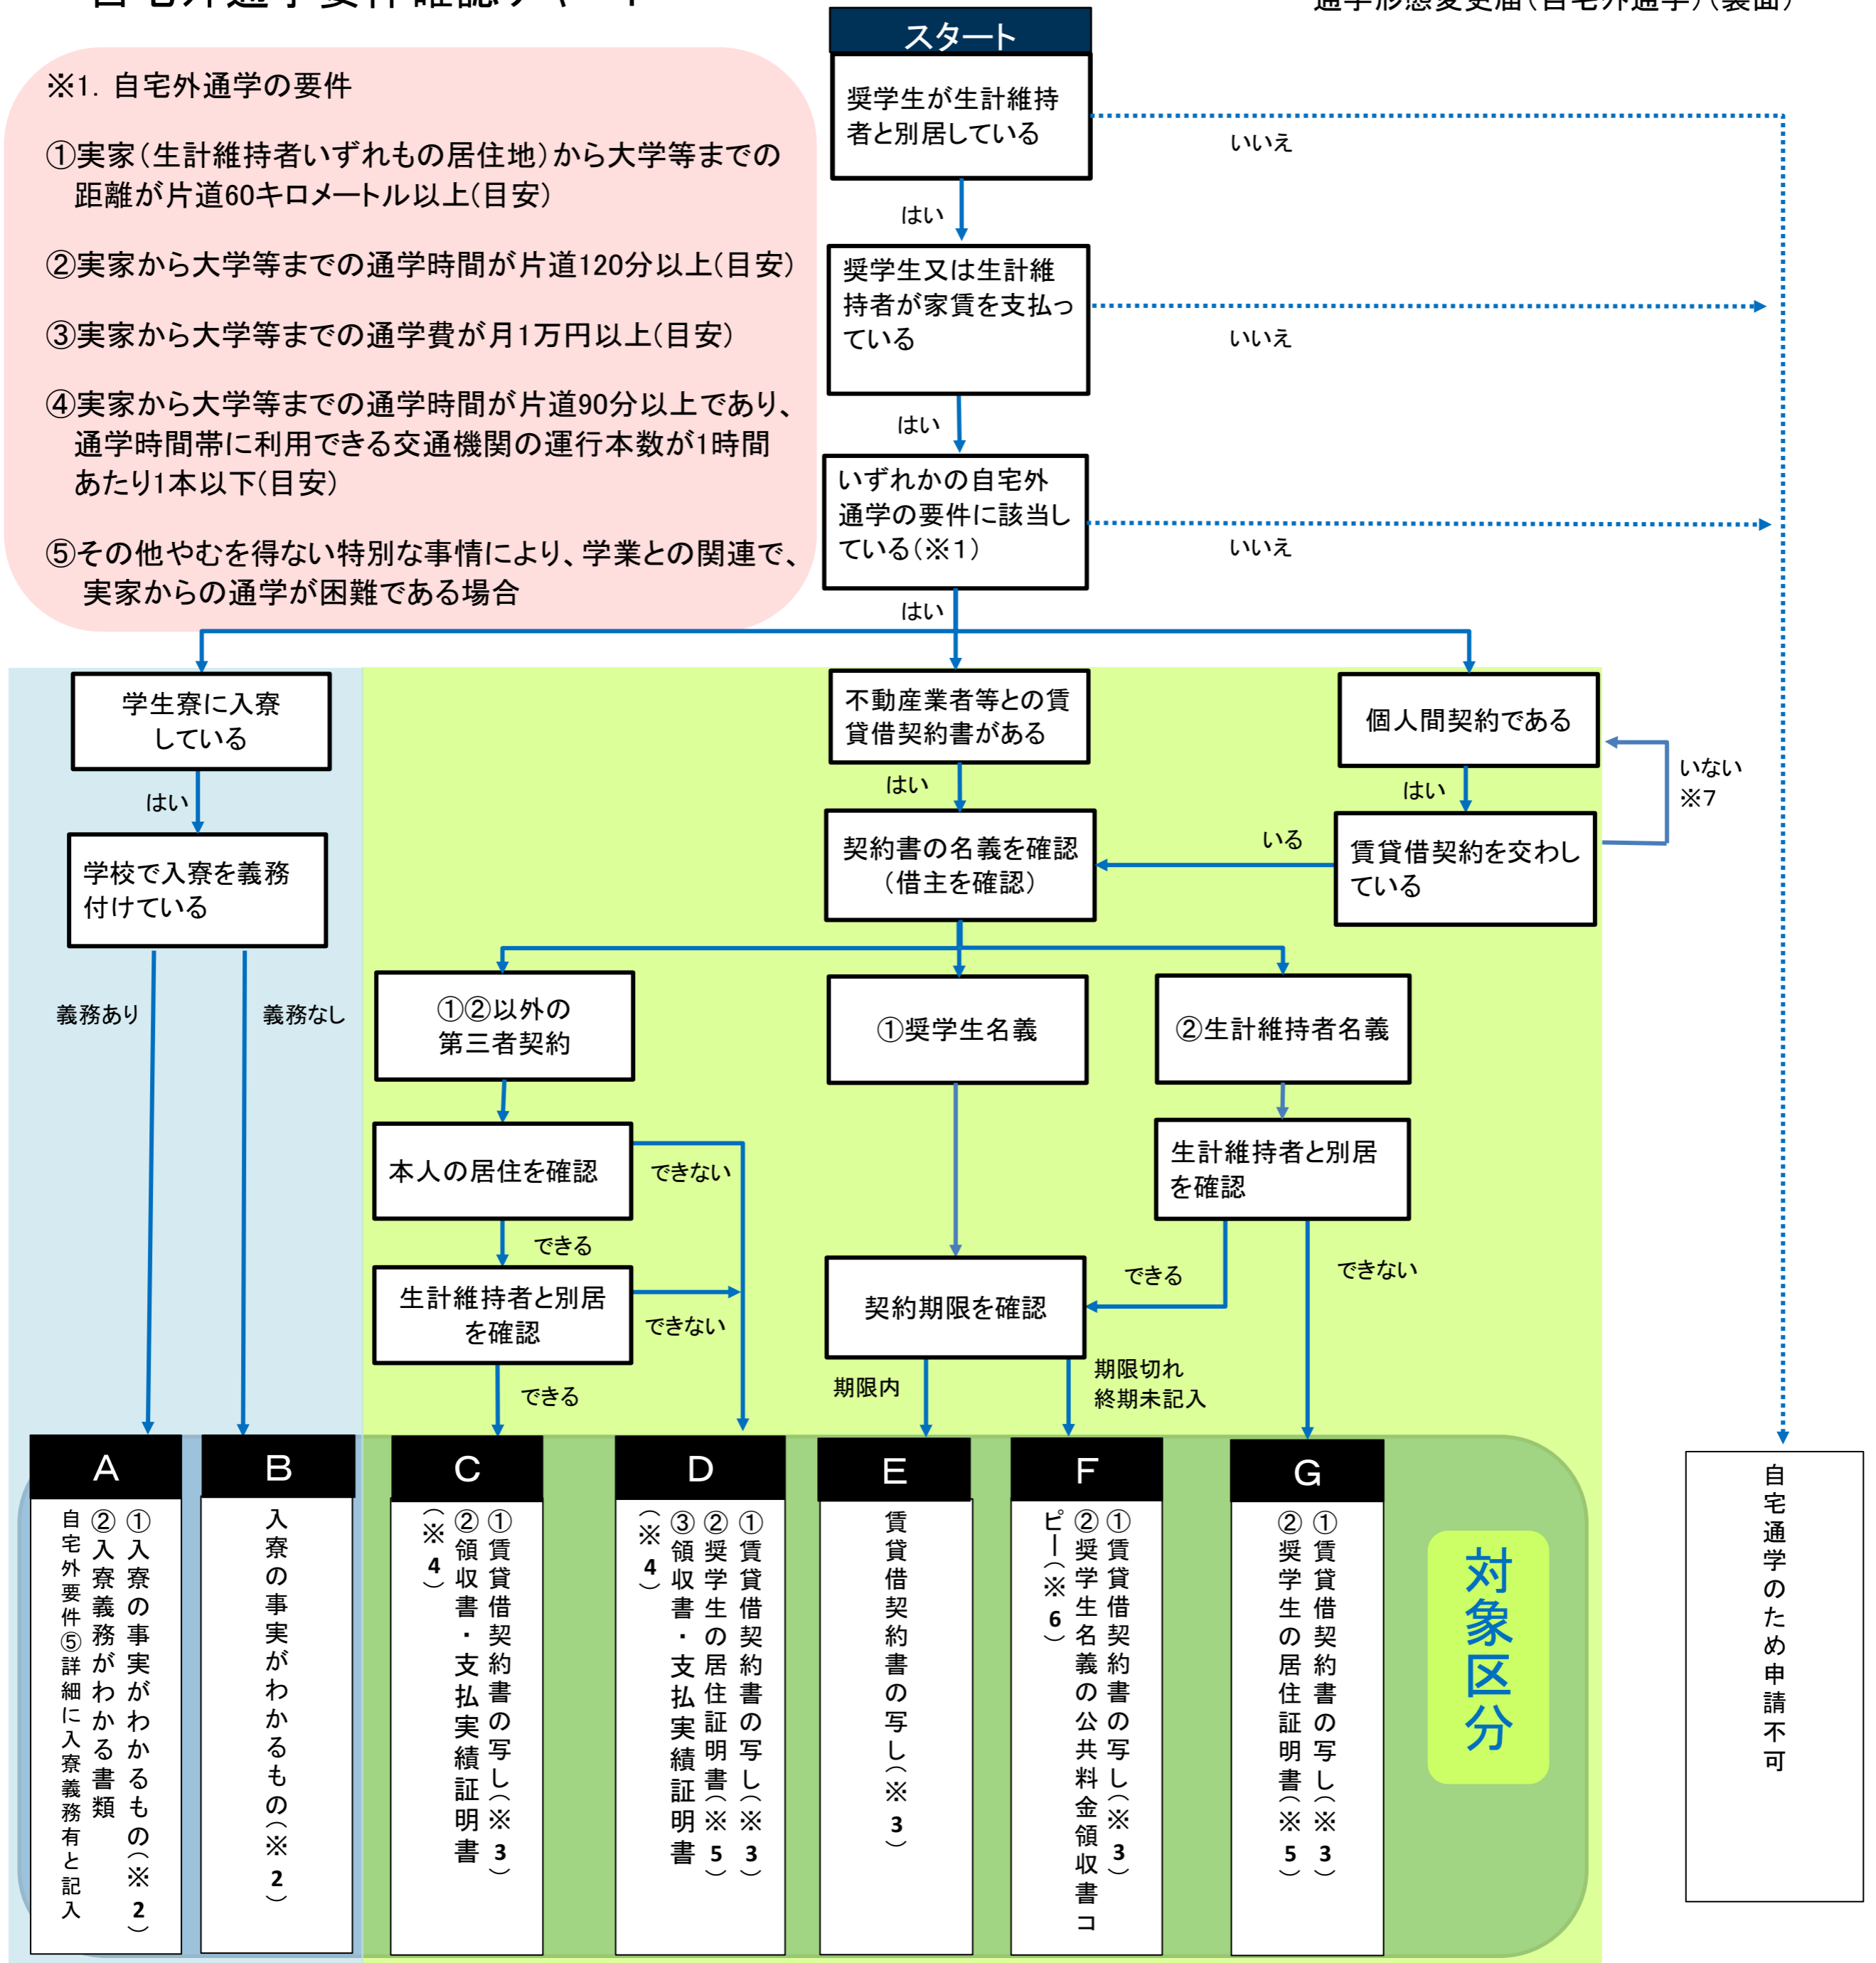 自宅外通学要件確認チャート
通学形態変更届(自宅外通学)(裏面)
※1. 自宅外通学の要件
①実家(生計維持者いずれもの居住地)から大学等までの
距離が片道60キロメートル以上(目安)
②実家から大学等までの通学時間が片道120分以上(目安)
③実家から大学等までの通学費が月1万円以上(目安)
④実家から大学等までの通学時間が片道90分以上であり、
通学時間帯に利用できる交通機関の運行本数が1時間
あたり1本以下(目安)
⑤その他やむを得ない特別な事情により、学業との関連で、
実家からの通学が困難である場合
スタート
奨学生が生計維持
者と別居している
いいえ
はい
奨学生又は生計維
持者が家賃を支払っ
ている
いいえ
はい
いずれかの自宅外
通学の要件に該当し
ている(※1)
いいえ
はい
学生寮に入寮
している
はい
学校で入寮を義務
付けている
義務あり
義務なし
不動産業者等との賃
貸借契約書がある
はい
契約書の名義を確認
(借主を確認)
個人間契約である
はい
いない
※7
賃貸借契約を交わし
ている
いる
①②以外の
第三者契約
①奨学生名義
②生計維持者名義
本人の居住を確認
できない
できる
生計維持者と別居
を確認
できない
できる
生計維持者と別居
を確認
できる
できない
契約期限を確認
期限内
期限切れ
終期未記入
A
①入寮の事実がわかるもの(※2)
②入寮義務がわかる書類
自宅外要件⑤詳細に入寮義務有と記入
B
入寮の事実がわかるもの(※2)
C
①賃貸借契約書の写し(※3)
②領収書・支払実績証明書
(※4)
D
①賃貸借契約書の写し(※3)
②奨学生の居住証明書(※5)
③領収書・支払実績証明書
(※4)
E
賃貸借契約書の写し(※3)
F
①賃貸借契約書の写し(※3)
②奨学生名義の公共料金領収書コ
ピー(※6)
G
①賃貸借契約書の写し(※3)
②奨学生の居住証明書(※5)
対象区分
自宅通学のため申請不可